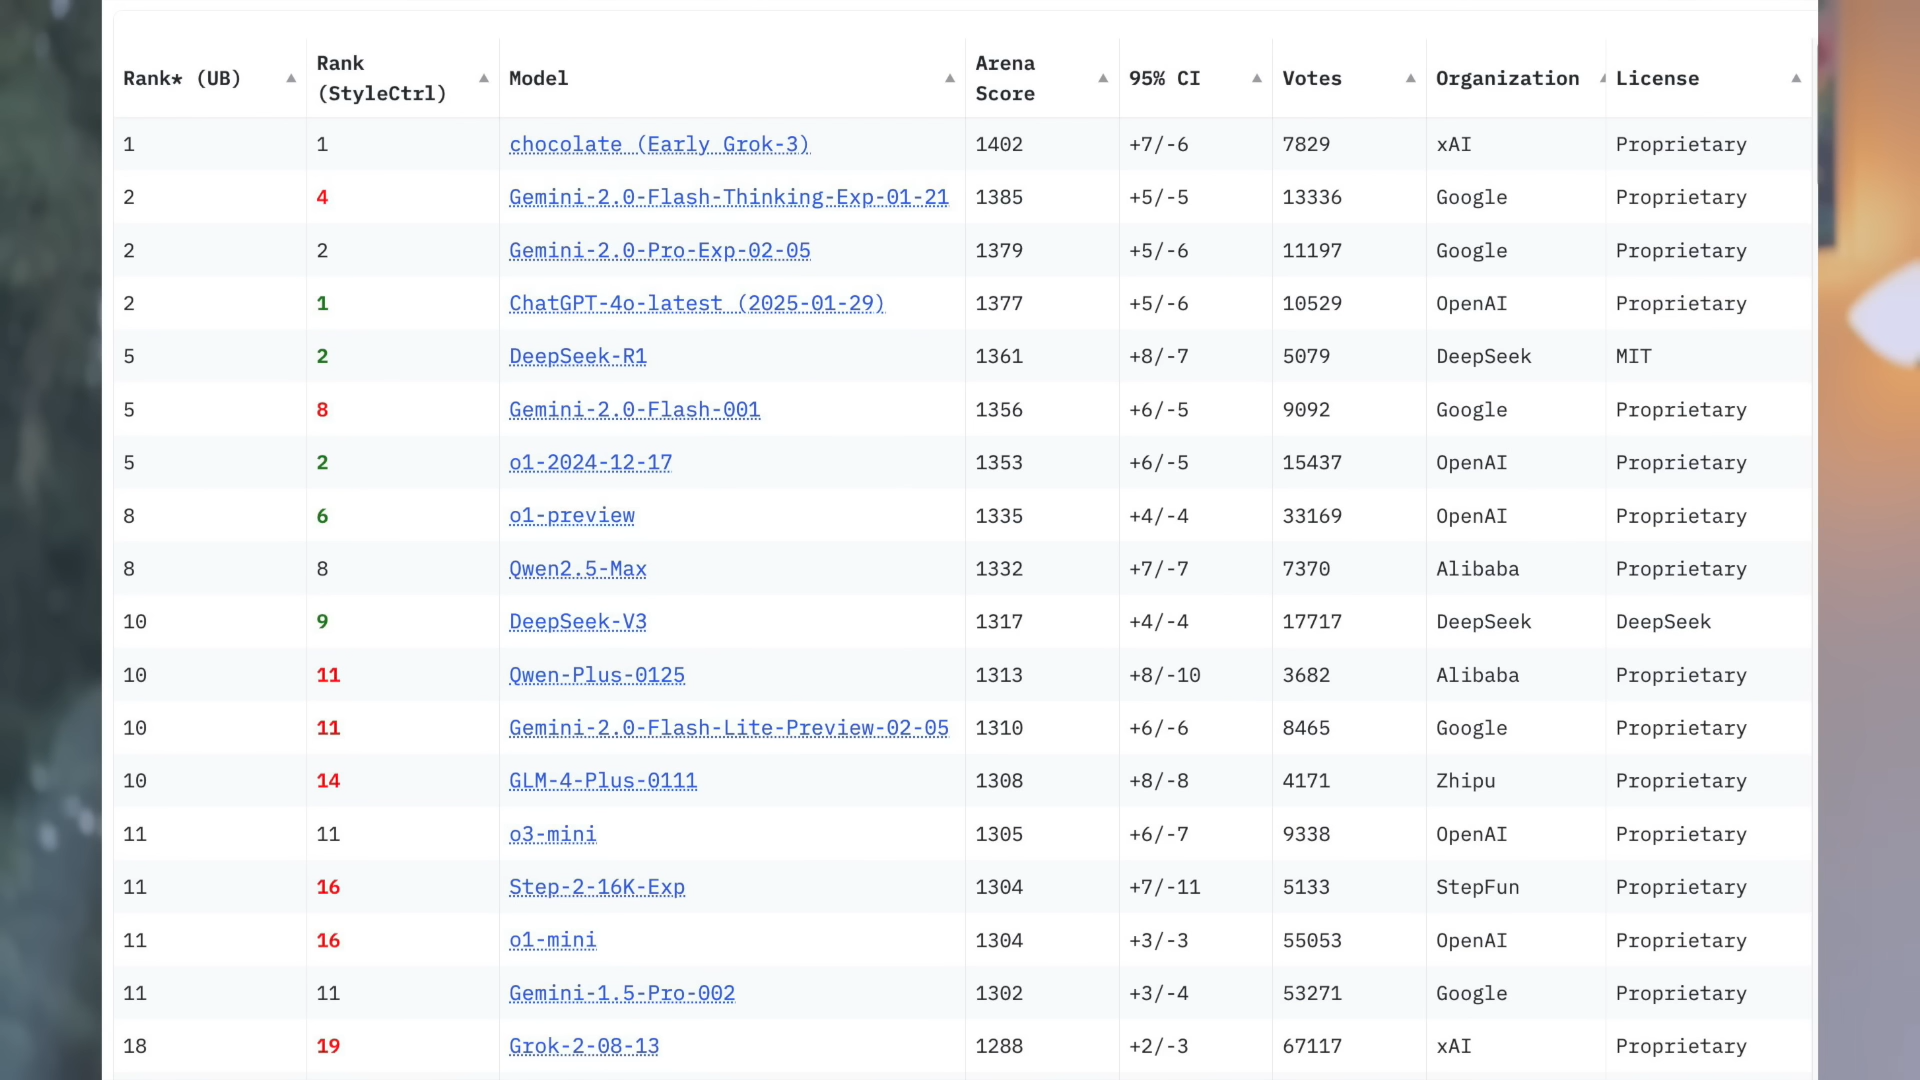 Rank* (UB) ▲ Rank (StyleCtrl) ▲ Model ▲ Arena Score ▲ 95% CI ▲ Votes ▲ Organization ▲ License ▲
1 1 chocolate (Early Grok-3) 1402 +7/-6 7829 xAI Proprietary
2 4 Gemini-2.0-Flash-Thinking-Exp-01-21 1385 +5/-5 13336 Google Proprietary
2 2 Gemini-2.0-Pro-Exp-02-05 1379 +5/-6 11197 Google Proprietary
2 1 ChatGPT-4o-latest (2025-01-29) 1377 +5/-6 10529 OpenAI Proprietary
5 2 DeepSeek-R1 1361 +8/-7 5079 DeepSeek MIT
5 8 Gemini-2.0-Flash-001 1356 +6/-5 9092 Google Proprietary
5 2 o1-2024-12-17 1353 +6/-5 15437 OpenAI Proprietary
8 6 o1-preview 1335 +4/-4 33169 OpenAI Proprietary
8 8 Qwen2.5-Max 1332 +7/-7 7370 Alibaba Proprietary
10 9 DeepSeek-V3 1317 +4/-4 17717 DeepSeek DeepSeek
10 11 Qwen-Plus-0125 1313 +8/-10 3682 Alibaba Proprietary
10 11 Gemini-2.0-Flash-Lite-Preview-02-05 1310 +6/-6 8465 Google Proprietary
10 14 GLM-4-Plus-0111 1308 +8/-8 4171 Zhipu Proprietary
11 11 o3-mini 1305 +6/-7 9338 OpenAI Proprietary
11 16 Step-2-16K-Exp 1304 +7/-11 5133 StepFun Proprietary
11 16 o1-mini 1304 +3/-3 55053 OpenAI Proprietary
11 11 Gemini-1.5-Pro-002 1302 +3/-4 53271 Google Proprietary
18 19 Grok-2-08-13 1288 +2/-3 67117 xAI Proprietary